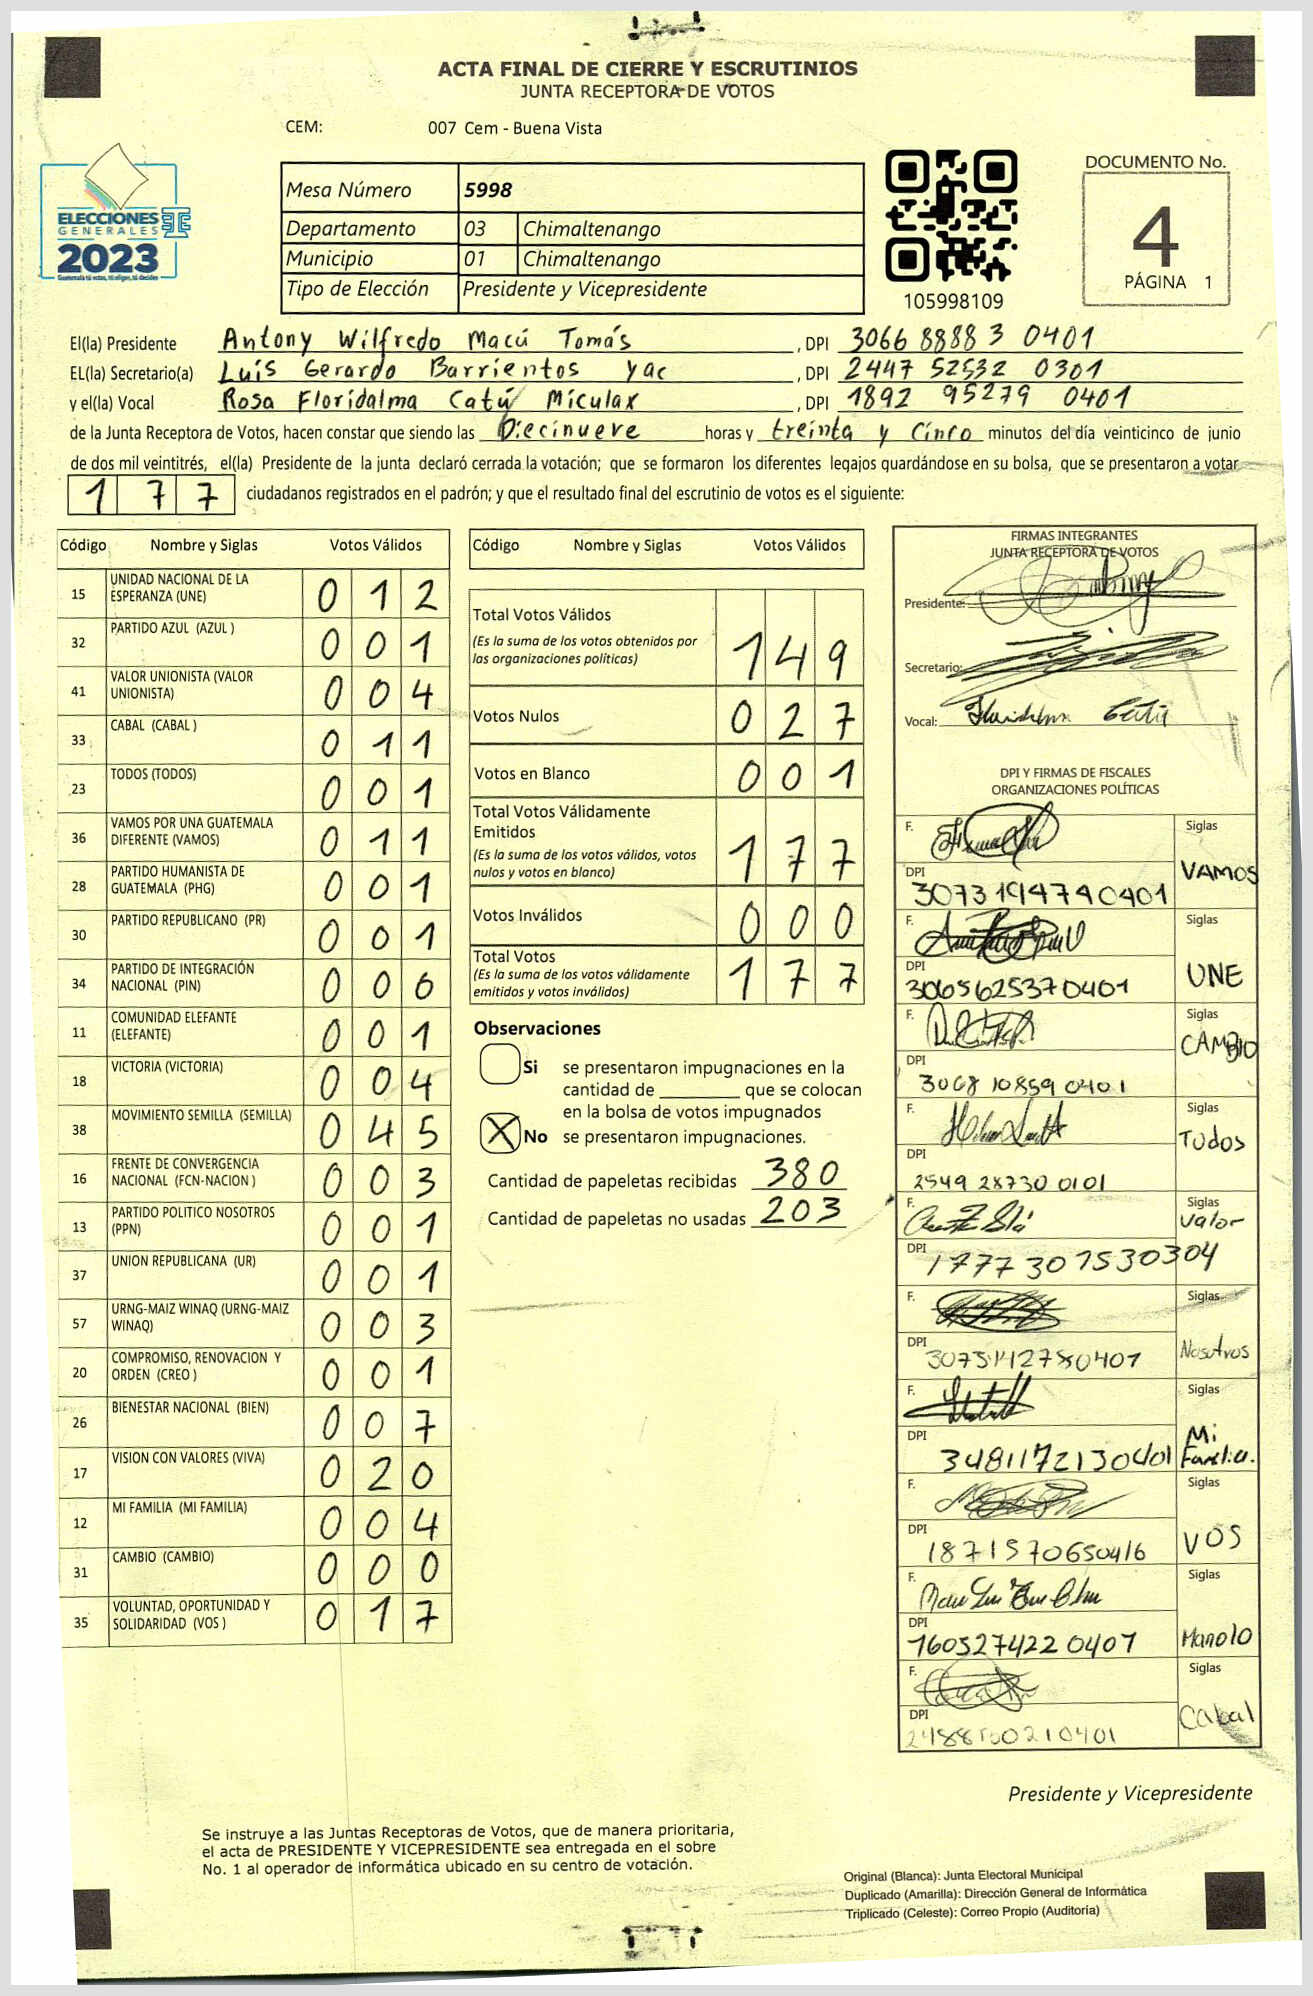 ACTA FINAL DE CIERRE Y ESCRUTINIOS
JUNTA RECEPTORA DE VOTOS
CEM: 007 Cem - Buena Vista
ELECCIONES
GENERALES
2023
Mesa Número 5998
Departamento 03 Chimaltenango
Municipio 01 Chimaltenango
Tipo de Elección Presidente y Vicepresidente
105998109
DOCUMENTO No.
4
PÁGINA 1
El(la) Presidente Antony Wilfredo Macú Tomás , DPI 3066 8888 3 0401
EL(la) Secretario(a) Luis Gerardo Barrientos Yac , DPI 2447 52532 0301
y el(la) Vocal Rosa Floridalma Catú Miculax , DPI 1892 95279 0401
de la Junta Receptora de Votos, hacen constar que siendo las Diecinueve horas y treinta y Cinco minutos del día veinticinco de junio
de dos mil veintitrés, el(la) Presidente de la junta declaró cerrada la votación; que se formaron los diferentes legajos quardándose en su bolsa, que se presentaron a votar
1 7 7 ciudadanos registrados en el padrón; y que el resultado final del escrutinio de votos es el siguiente:
Código Nombre y Siglas Votos Válidos
15 UNIDAD NACIONAL DE LA ESPERANZA (UNE) 0 1 2
32 PARTIDO AZUL (AZUL ) 0 0 1
41 VALOR UNIONISTA (VALOR UNIONISTA) 0 0 4
33 CABAL (CABAL ) 0 1 1
23 TODOS (TODOS) 0 0 1
36 VAMOS POR UNA GUATEMALA DIFERENTE (VAMOS) 0 1 1
28 PARTIDO HUMANISTA DE GUATEMALA (PHG) 0 0 1
30 PARTIDO REPUBLICANO (PR) 0 0 1
34 PARTIDO DE INTEGRACIÓN NACIONAL (PIN) 0 0 6
11 COMUNIDAD ELEFANTE (ELEFANTE) 0 0 1
18 VICTORIA (VICTORIA) 0 0 4
38 MOVIMIENTO SEMILLA (SEMILLA) 0 4 5
16 FRENTE DE CONVERGENCIA NACIONAL (FCN-NACION ) 0 0 3
13 PARTIDO POLITICO NOSOTROS (PPN) 0 0 1
37 UNION REPUBLICANA (UR) 0 0 1
57 URNG-MAIZ WINAQ (URNG-MAIZ WINAQ) 0 0 3
20 COMPROMISO, RENOVACION Y ORDEN (CREO ) 0 0 1
26 BIENESTAR NACIONAL (BIEN) 0 0 7
17 VISION CON VALORES (VIVA) 0 2 0
12 MI FAMILIA (MI FAMILIA) 0 0 4
31 CAMBIO (CAMBIO) 0 0 0
35 VOLUNTAD, OPORTUNIDAD Y SOLIDARIDAD (VOS ) 0 1 7
Código Nombre y Siglas Votos Válidos
Total Votos Válidos
(Es la suma de los votos obtenidos por
las organizaciones políticas) 1 4 9
Votos Nulos 0 2 7
Votos en Blanco 0 0 1
Total Votos Válidamente
Emitidos
(Es la suma de los votos válidos, votos
nulos y votos en blanco) 1 7 7
Votos Inválidos 0 0 0
Total Votos
(Es la suma de los votos válidamente
emitidos y votos inválidos) 1 7 7
Observaciones
Si se presentaron impugnaciones en la
cantidad de ________ que se colocan
en la bolsa de votos impugnados
X No se presentaron impugnaciones.
Cantidad de papeletas recibidas 380
Cantidad de papeletas no usadas 203
FIRMAS INTEGRANTES
JUNTA RECEPTORA DE VOTOS
Presidente:
Secretario:
Vocal: Catú
DPI Y FIRMAS DE FISCALES
ORGANIZACIONES POLÍTICAS
F. Siglas
VAMOS
DPI
3073194740401
F. Siglas
UNE
DPI
3065625370401
F. Siglas
CAMBIO
DPI
3068 10859 0401
F. Siglas
Todos
DPI
2549 28730 0101
F. Siglas
Valor
DPI
1777 30 1530304
F. Siglas
Nosotros
DPI
F. Siglas
Mi
Familia.
DPI
3481172130401
F. Siglas
VOS
DPI
1871570650416
F. Siglas
Manolo
DPI
160527422 0401
F. Siglas
Cabal
DPI
Presidente y Vicepresidente
Se instruye a las Juntas Receptoras de Votos, que de manera prioritaria,
el acta de PRESIDENTE Y VICEPRESIDENTE sea entregada en el sobre
No. 1 al operador de informática ubicado en su centro de votación.
Original (Blanca): Junta Electoral Municipal
Duplicado (Amarilla): Dirección General de Informática
Triplicado (Celeste): Correo Propio (Auditoría)